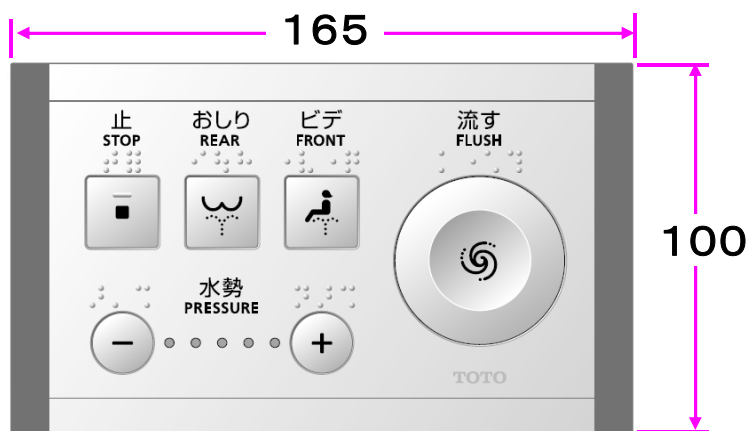 165
止 おしり ビデ 流す
STOP REAR FRONT FLUSH
100
水勢
PRESSURE
− +
TOTO